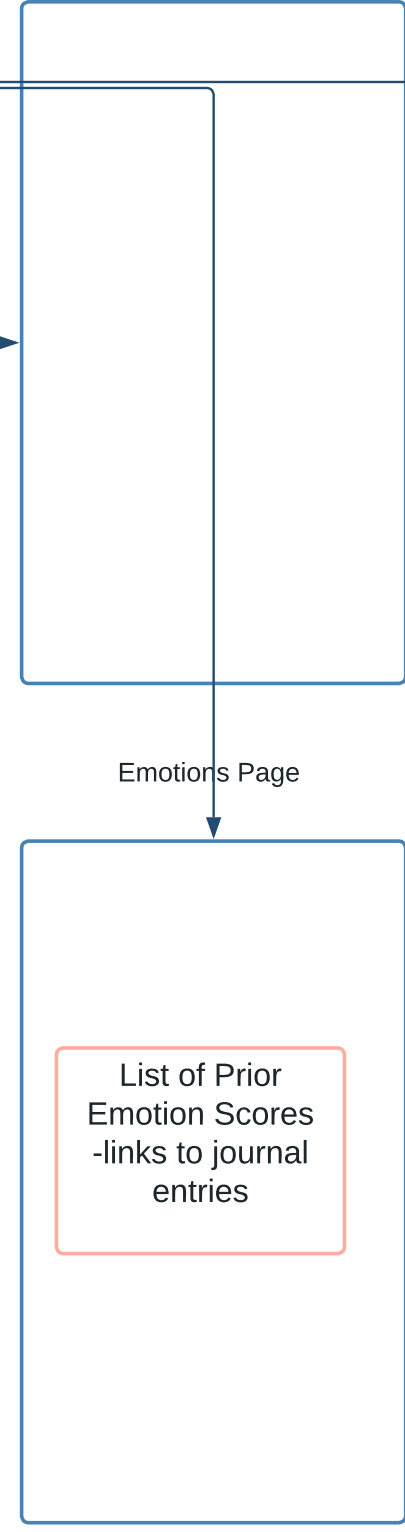 Emotions Page
List of Prior
Emotion Scores
-links to journal
entries